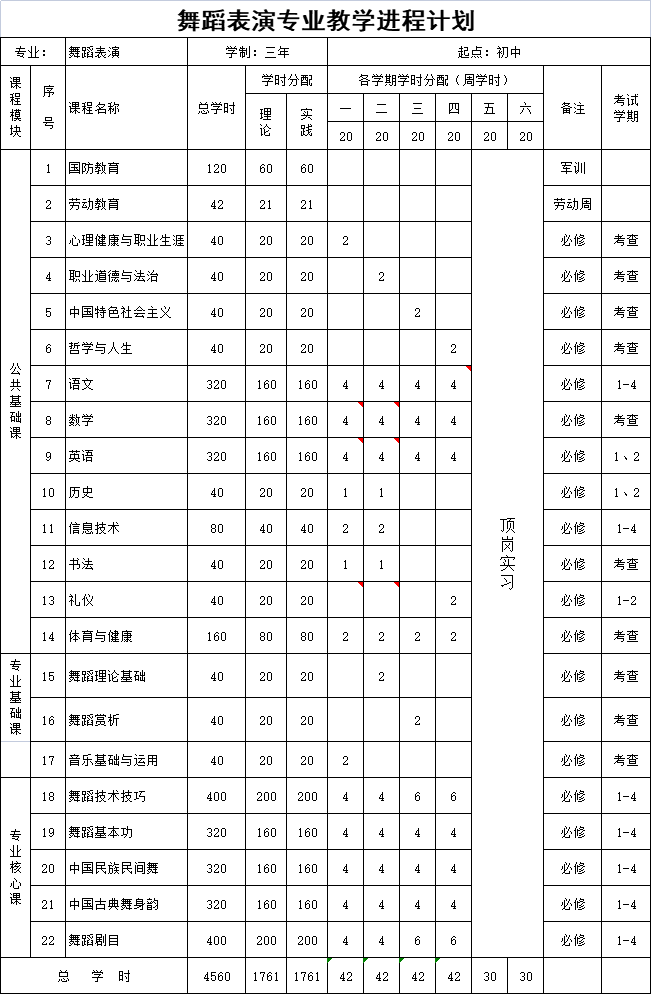 舞蹈表演专业教学进程计划
专业： 舞蹈表演 学制：三年 起点：初中
课程模块 序号 课程名称 总学时 学时分配 各学期学时分配（周学时） 备注 考试学期
理论 实践 一 二 三 四 五 六
20 20 20 20 20 20
公共基础课
1 国防教育 120 60 60 军训
2 劳动教育 42 21 21 劳动周
3 心理健康与职业生涯 40 20 20 2 必修 考查
4 职业道德与法治 40 20 20 2 必修 考查
5 中国特色社会主义 40 20 20 2 必修 考查
6 哲学与人生 40 20 20 2 必修 考查
7 语文 320 160 160 4 4 4 4 必修 1-4
8 数学 320 160 160 4 4 4 4 必修 考查
9 英语 320 160 160 4 4 4 4 必修 1、2
10 历史 40 20 20 1 1 必修 1、2
11 信息技术 80 40 40 2 2 必修 1-4
12 书法 40 20 20 1 1 必修 考查
13 礼仪 40 20 20 2 必修 1-2
14 体育与健康 160 80 80 2 2 2 2 必修 考查
顶岗实习
专业基础课
15 舞蹈理论基础 40 20 20 2 必修 考查
16 舞蹈赏析 40 20 20 2 必修 考查
17 音乐基础与运用 40 20 20 2 必修 考查
专业核心课
18 舞蹈技术技巧 400 200 200 4 4 6 6 必修 1-4
19 舞蹈基本功 320 160 160 4 4 4 4 必修 1-4
20 中国民族民间舞 320 160 160 4 4 4 4 必修 1-4
21 中国古典舞身韵 320 160 160 4 4 4 4 必修 1-4
22 舞蹈剧目 400 200 200 4 4 6 6 必修 1-4
总 学 时 4560 1761 1761 42 42 42 42 30 30